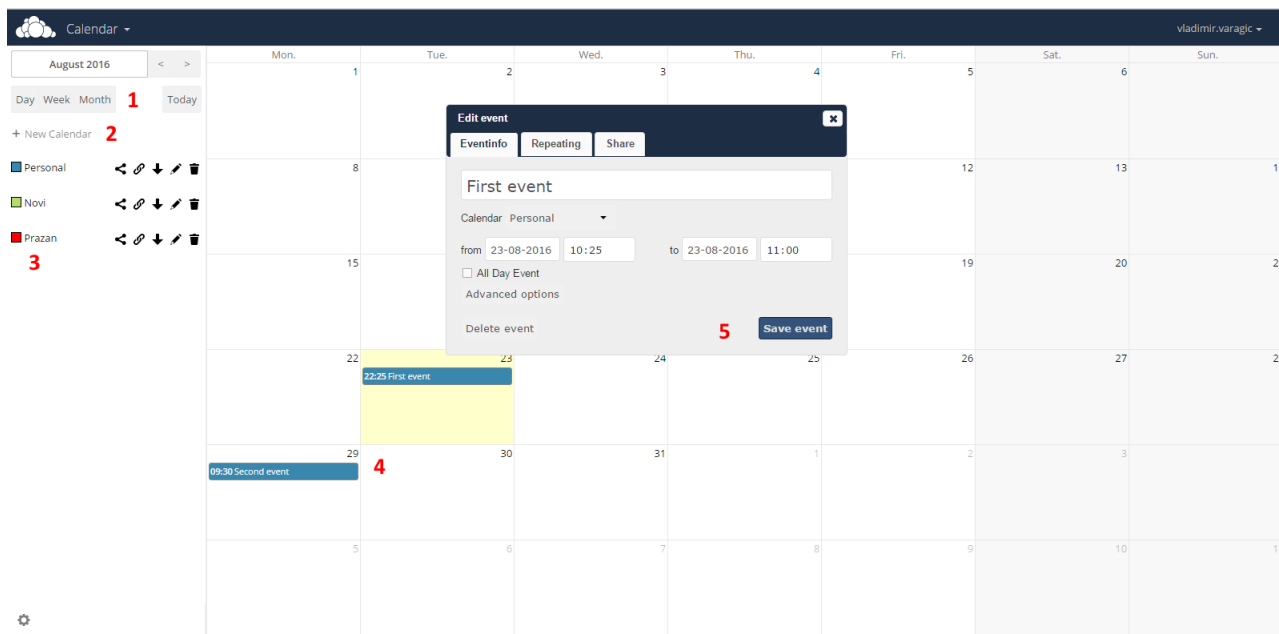 Calendar
vladimir.varagic
August 2016 < >
Mon. Tue. Wed. Thu. Fri. Sat. Sun.
1 2 3 4 5 6
Day Week Month 1 Today
+ New Calendar 2
Edit event
Eventinfo Repeating Share
Personal
8 12 13 1
First event
Novi
Calendar Personal
Prazan
from 23-08-2016 10:25 to 23-08-2016 11:00
3
15 19 20 2
All Day Event
Advanced options
Delete event 5 Save event
22 23 24 25 26 27 2
22:25 First event
29 30 31 1 2 3
09:30 Second event 4
5 6 7 8 9 10 1